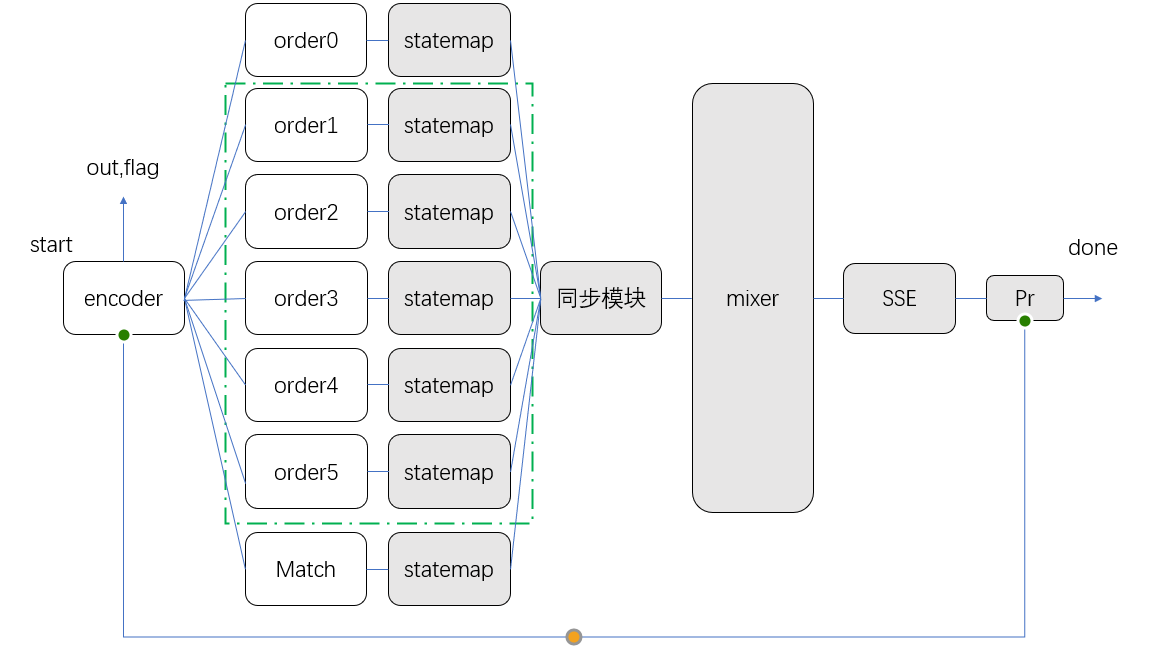 order0
statemap
order1
statemap
out,flag
order2
statemap
start
done
encoder
order3
statemap
同步模块
mixer
SSE
Pr
order4
statemap
order5
statemap
Match
statemap